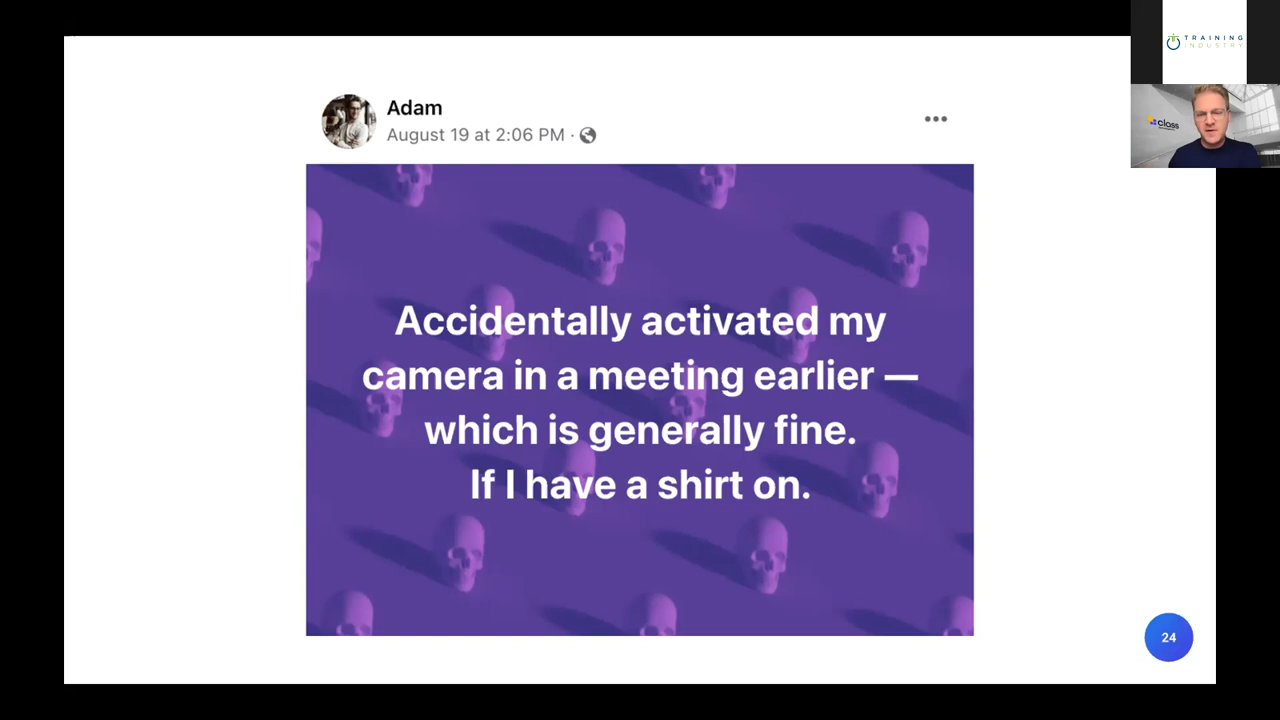 TRAINING
INDUSTRY
class
Adam
August 19 at 2:06 PM ·
Accidentally activated my
camera in a meeting earlier —
which is generally fine.
If I have a shirt on.
24